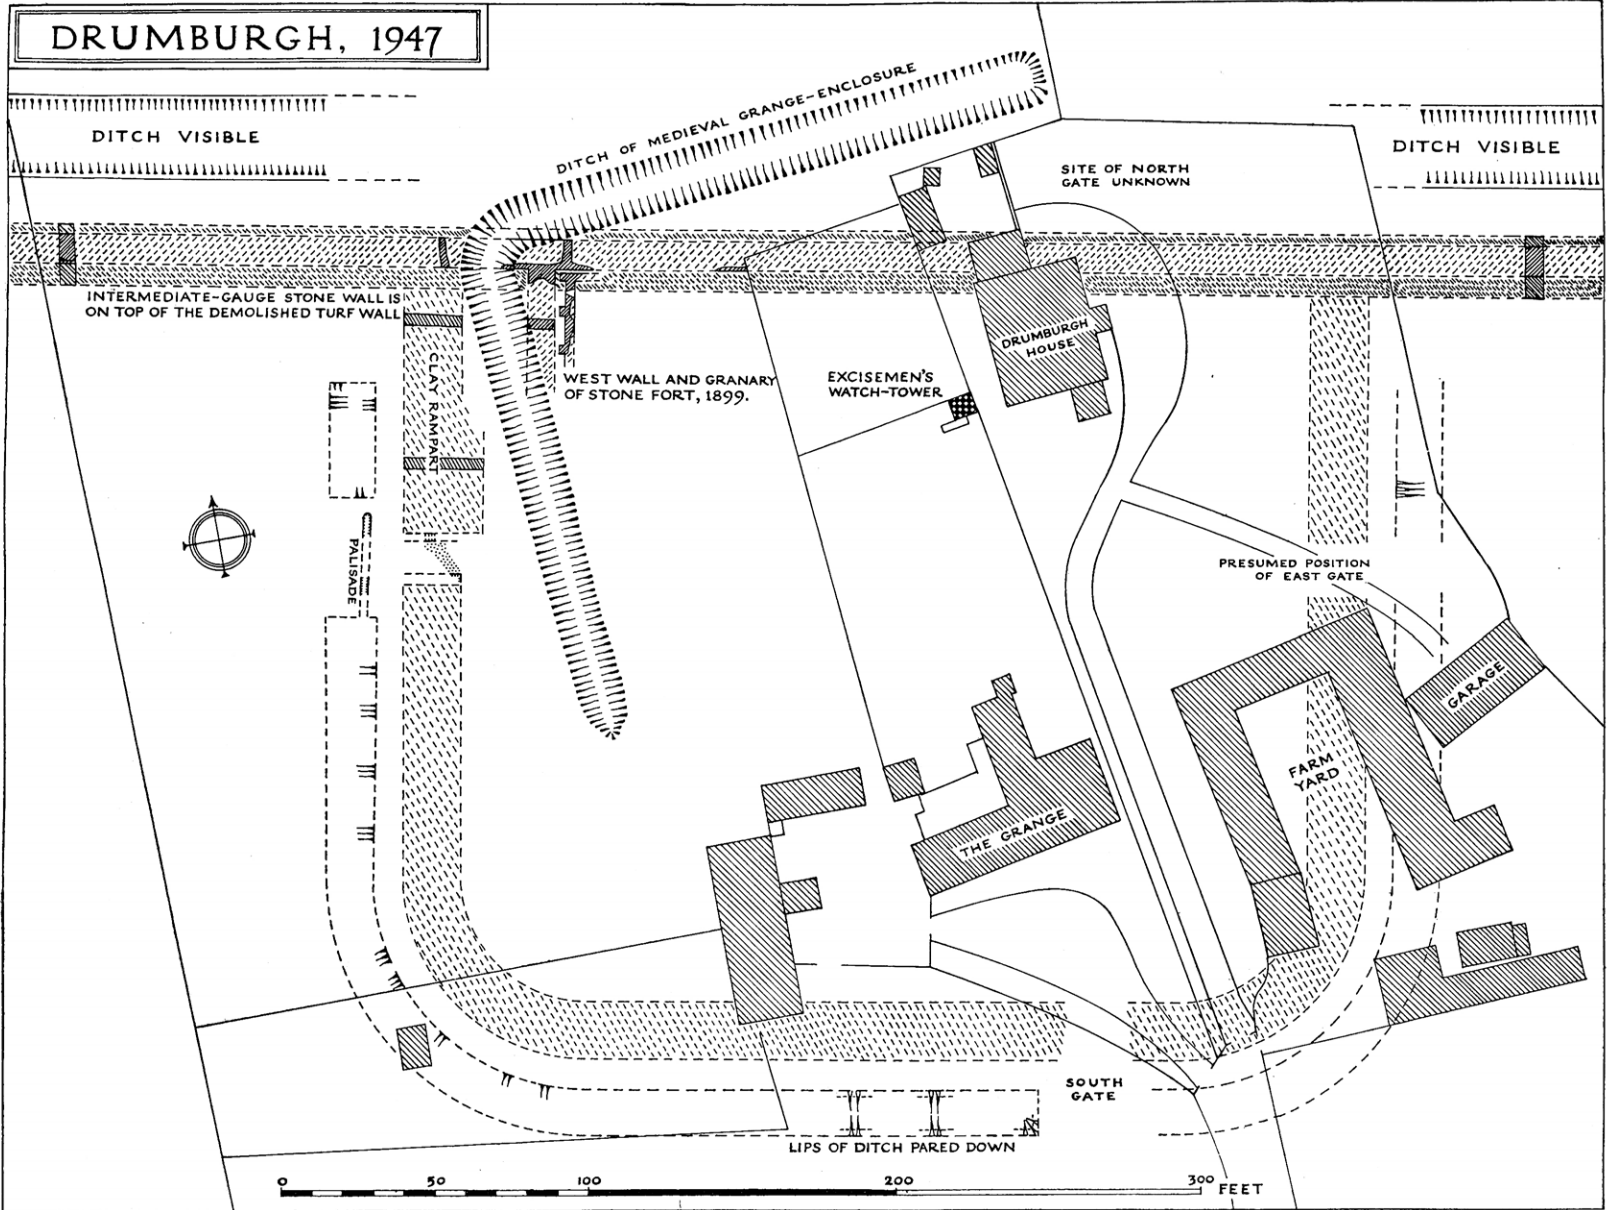 DRUMBURGH, 1947
DITCH VISIBLE
DITCH OF MEDIEVAL GRANGE-ENCLOSURE
DITCH VISIBLE
SITE OF NORTH
GATE UNKNOWN
INTERMEDIATE-GAUGE STONE WALL IS
ON TOP OF THE DEMOLISHED TURF WALL
CLAY RAMPART
WEST WALL AND GRANARY
OF STONE FORT, 1899.
EXCISEMEN'S
WATCH-TOWER
DRUMBURGH
HOUSE
PALISADE
PRESUMED POSITION
OF EAST GATE
GARAGE
FARM
YARD
THE GRANGE
SOUTH
GATE
LIPS OF DITCH PARED DOWN
0 50 100 200 300 FEET